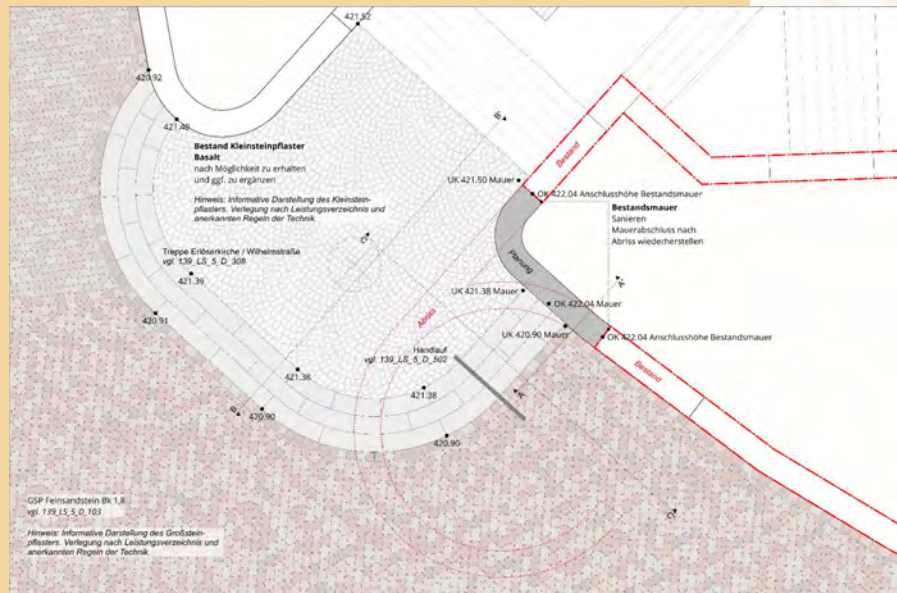 421.52
420.92
421.40
Bestand Kleinsteinpflaster
Basalt
nach Möglichkeit zu erhalten
und ggf. zu ergänzen
Hinweis: Informative Darstellung des Kleinstein-
pflasters. Verlegung nach Leistungsverzeichnis und
anerkannten Regeln der Technik.
B
Bestand
UK 421.50 Mauer
OK 422.04 Anschlusshöhe Bestandsmauer
Bestandsmauer
Sanieren
Mauerabschluss nach
Abriss wiederherstellen
C
Treppe Erlöserkirche / Wilhelmstraße
vgl. 139_LS_5_D_308
421.39
Planung
A
UK 421.38 Mauer
OK 422.04 Mauer
420.91
Abriss
UK 420.90 Mauer
OK 422.04 Anschlusshöhe Bestandsmauer
Handlauf
vgl. 139_LS_5_D_502
Bestand
421.38
421.38
A
B
420.90
420.90
GSP Feinsandstein Bk 1,8
vgl. 139_LS_5_D_103
C
Hinweis: Informative Darstellung des Großstein-
pflasters. Verlegung nach Leistungsverzeichnis und
anerkannten Regeln der Technik.